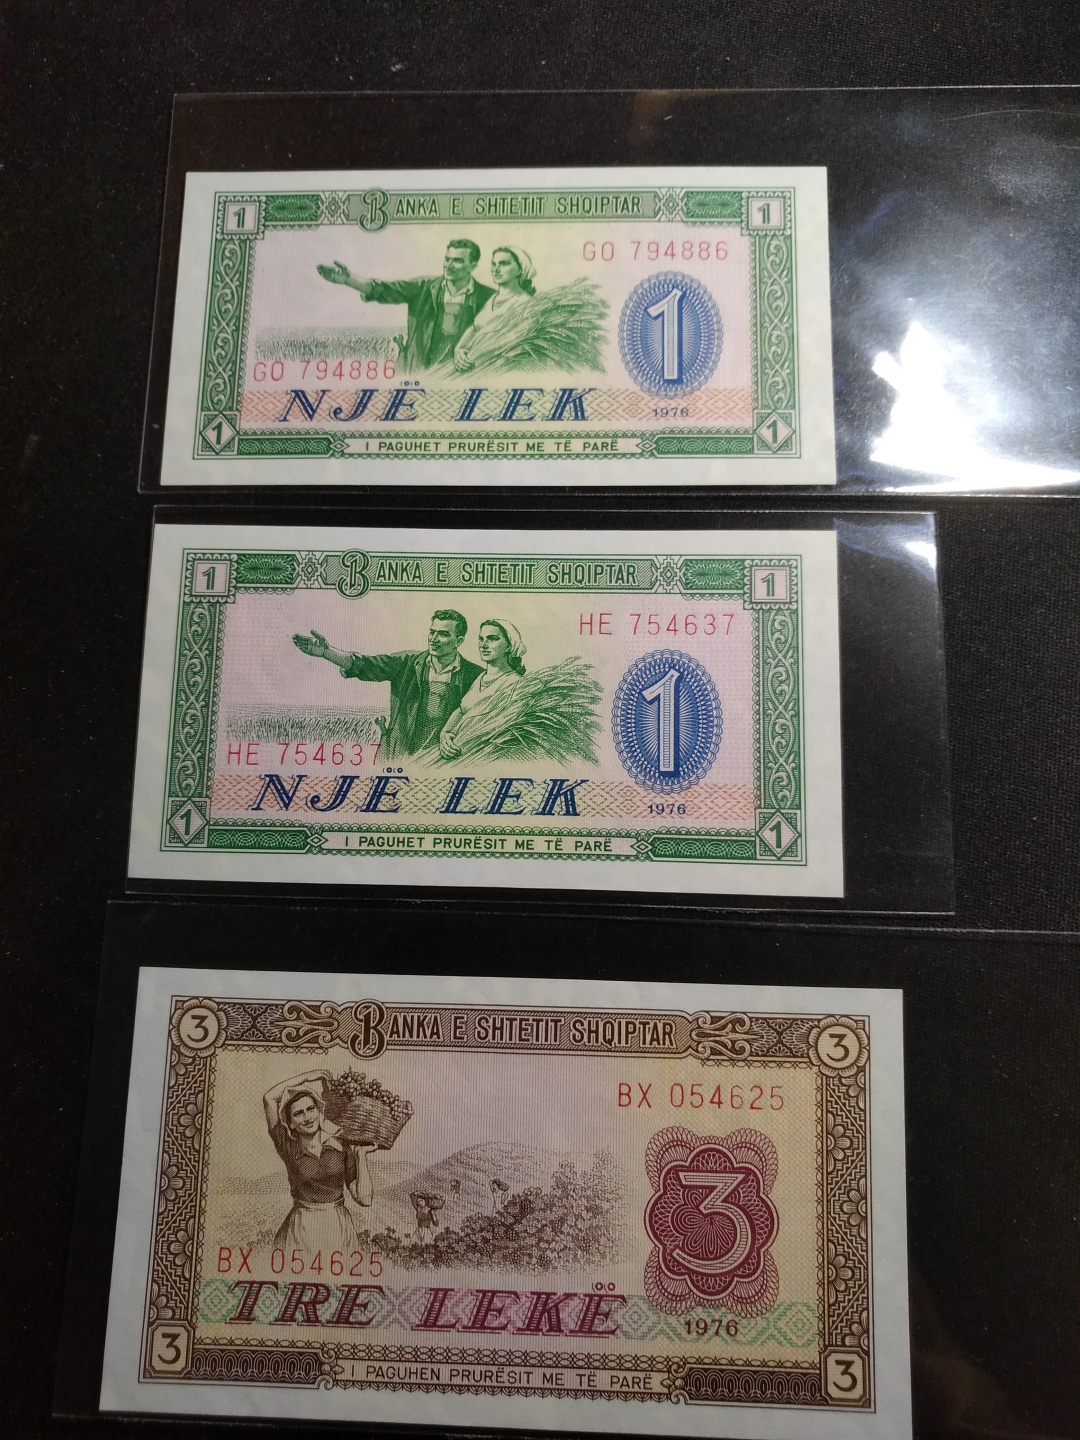 1 BANKA E SHTETIT SHQIPTAR 1
GO 794886
1
GO 794886
NJË LEK 1976
1 I PAGUHET PRURËSIT ME TË PARË 1
1 BANKA E SHTETIT SHQIPTAR 1
HE 754637
1
HE 754637
NJË LEK 1976
1 I PAGUHET PRURËSIT ME TË PARË 1
3 BANKA E SHTETIT SHQIPTAR 3
BX 054625
3
BX 054625
TRE LEKË 1976
3 I PAGUHEN PRURËSIT ME TË PARË 3